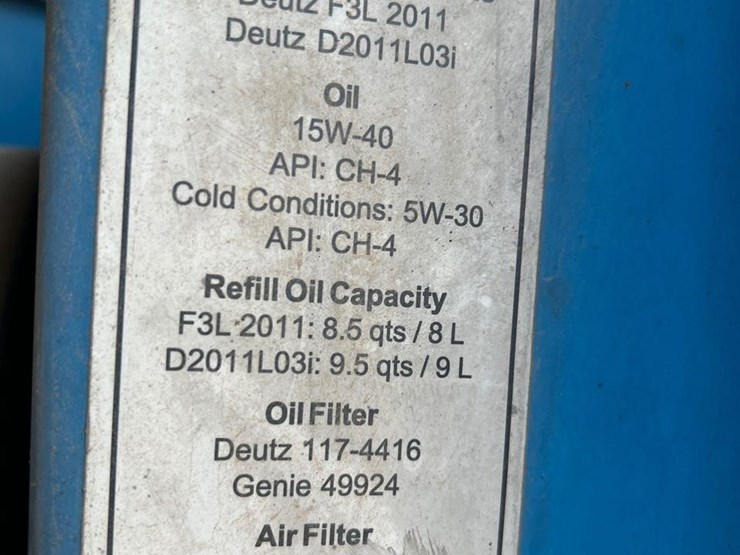 Deutz F3L 2011
Deutz D2011L03i
Oil
15W-40
API: CH-4
Cold Conditions: 5W-30
API: CH-4
Refill Oil Capacity
F3L 2011: 8.5 qts / 8 L
D2011L03i: 9.5 qts / 9 L
Oil Filter
Deutz 117-4416
Genie 49924
Air Filter